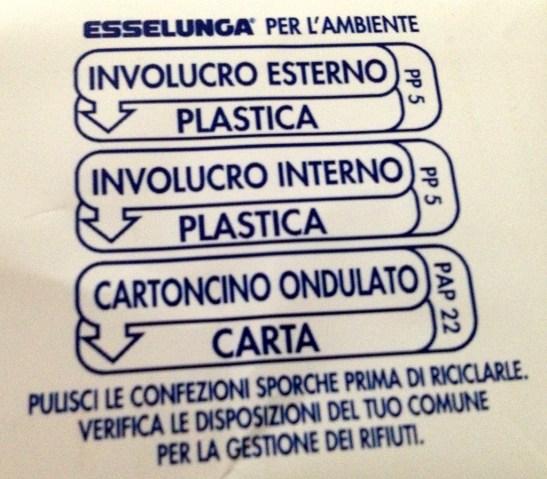 ESSELUNGA® PER L'AMBIENTE
INVOLUCRO ESTERNO PP 5
PLASTICA
INVOLUCRO INTERNO PP 5
PLASTICA
CARTONCINO ONDULATO PAP 22
CARTA
PULISCI LE CONFEZIONI SPORCHE PRIMA DI RICICLARLE.
VERIFICA LE DISPOSIZIONI DEL TUO COMUNE
PER LA GESTIONE DEI RIFIUTI.